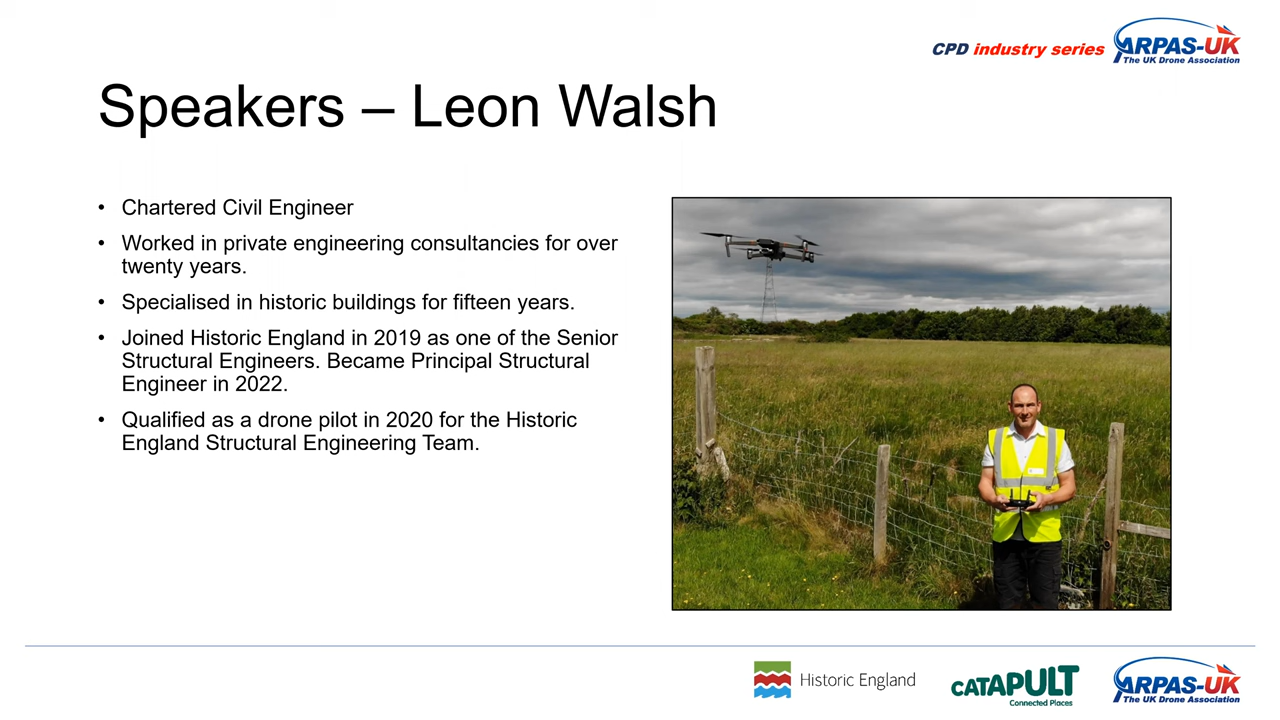 CPD industry series
ARPAS-UK
The UK Drone Association
Speakers – Leon Walsh
• Chartered Civil Engineer
• Worked in private engineering consultancies for over
twenty years.
• Specialised in historic buildings for fifteen years.
• Joined Historic England in 2019 as one of the Senior
Structural Engineers. Became Principal Structural
Engineer in 2022.
• Qualified as a drone pilot in 2020 for the Historic
England Structural Engineering Team.
Historic England
CATAPULT
Connected Places
ARPAS-UK
The UK Drone Association